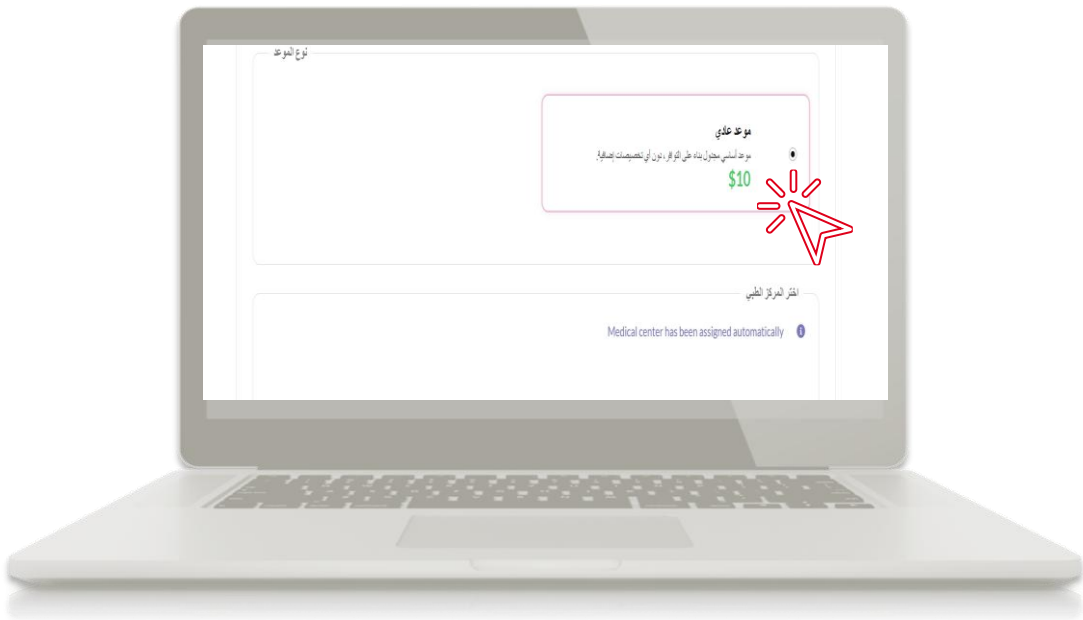 نوع الموعد
موعد عادي
موعد أساسي مجدول بناء على التوافر ، دون أي تخصيصات إضافية.
$10
اختر المركز الطبي
Medical center has been assigned automatically